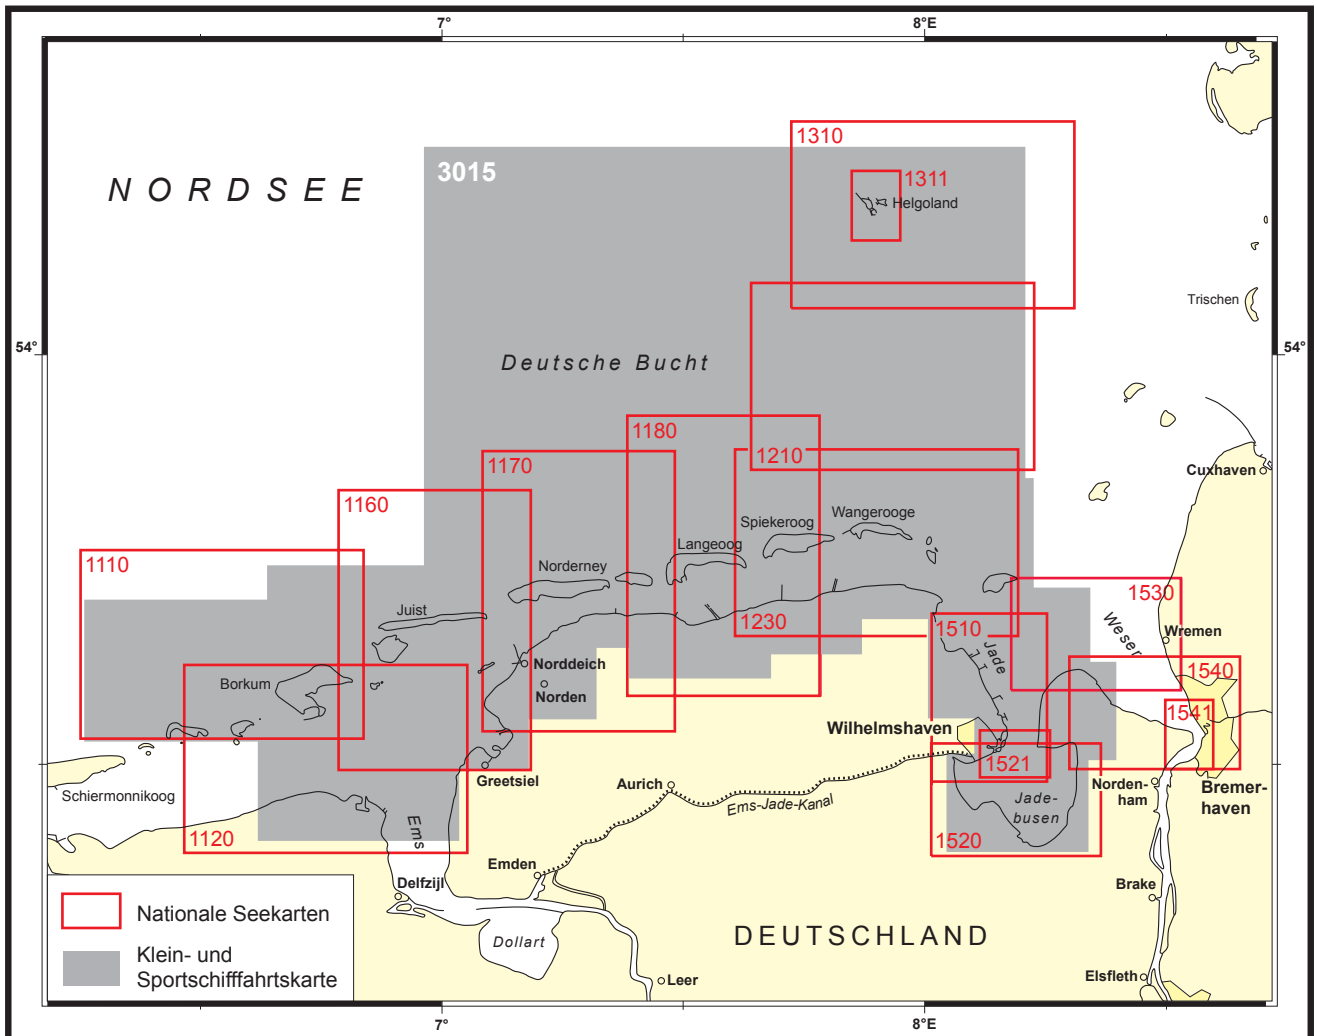 7°
8°E
1310
3015
1311
NORDSEE
Helgoland
Trischen
54°
54°
Deutsche Bucht
1180
1210
1170
Cuxhaven
1160
Wangerooge
Spiekeroog
Langeoog
1110
Norderney
1530
Juist
1230
1510
Weser
Wremen
Jade
Norddeich
1540
Borkum
Norden
1541
Wilhelmshaven
1521
Greetsiel
Schiermonnikoog
Aurich
Norden-
ham
Bremer-
haven
Ems-Jade-Kanal
Jade-
busen
Ems
1120
1520
Emden
Delfzijl
Brake
Nationale Seekarten
Dollart
DEUTSCHLAND
Klein- und
Sportschifffahrtskarte
Leer
Elsfleth
7°
8°E